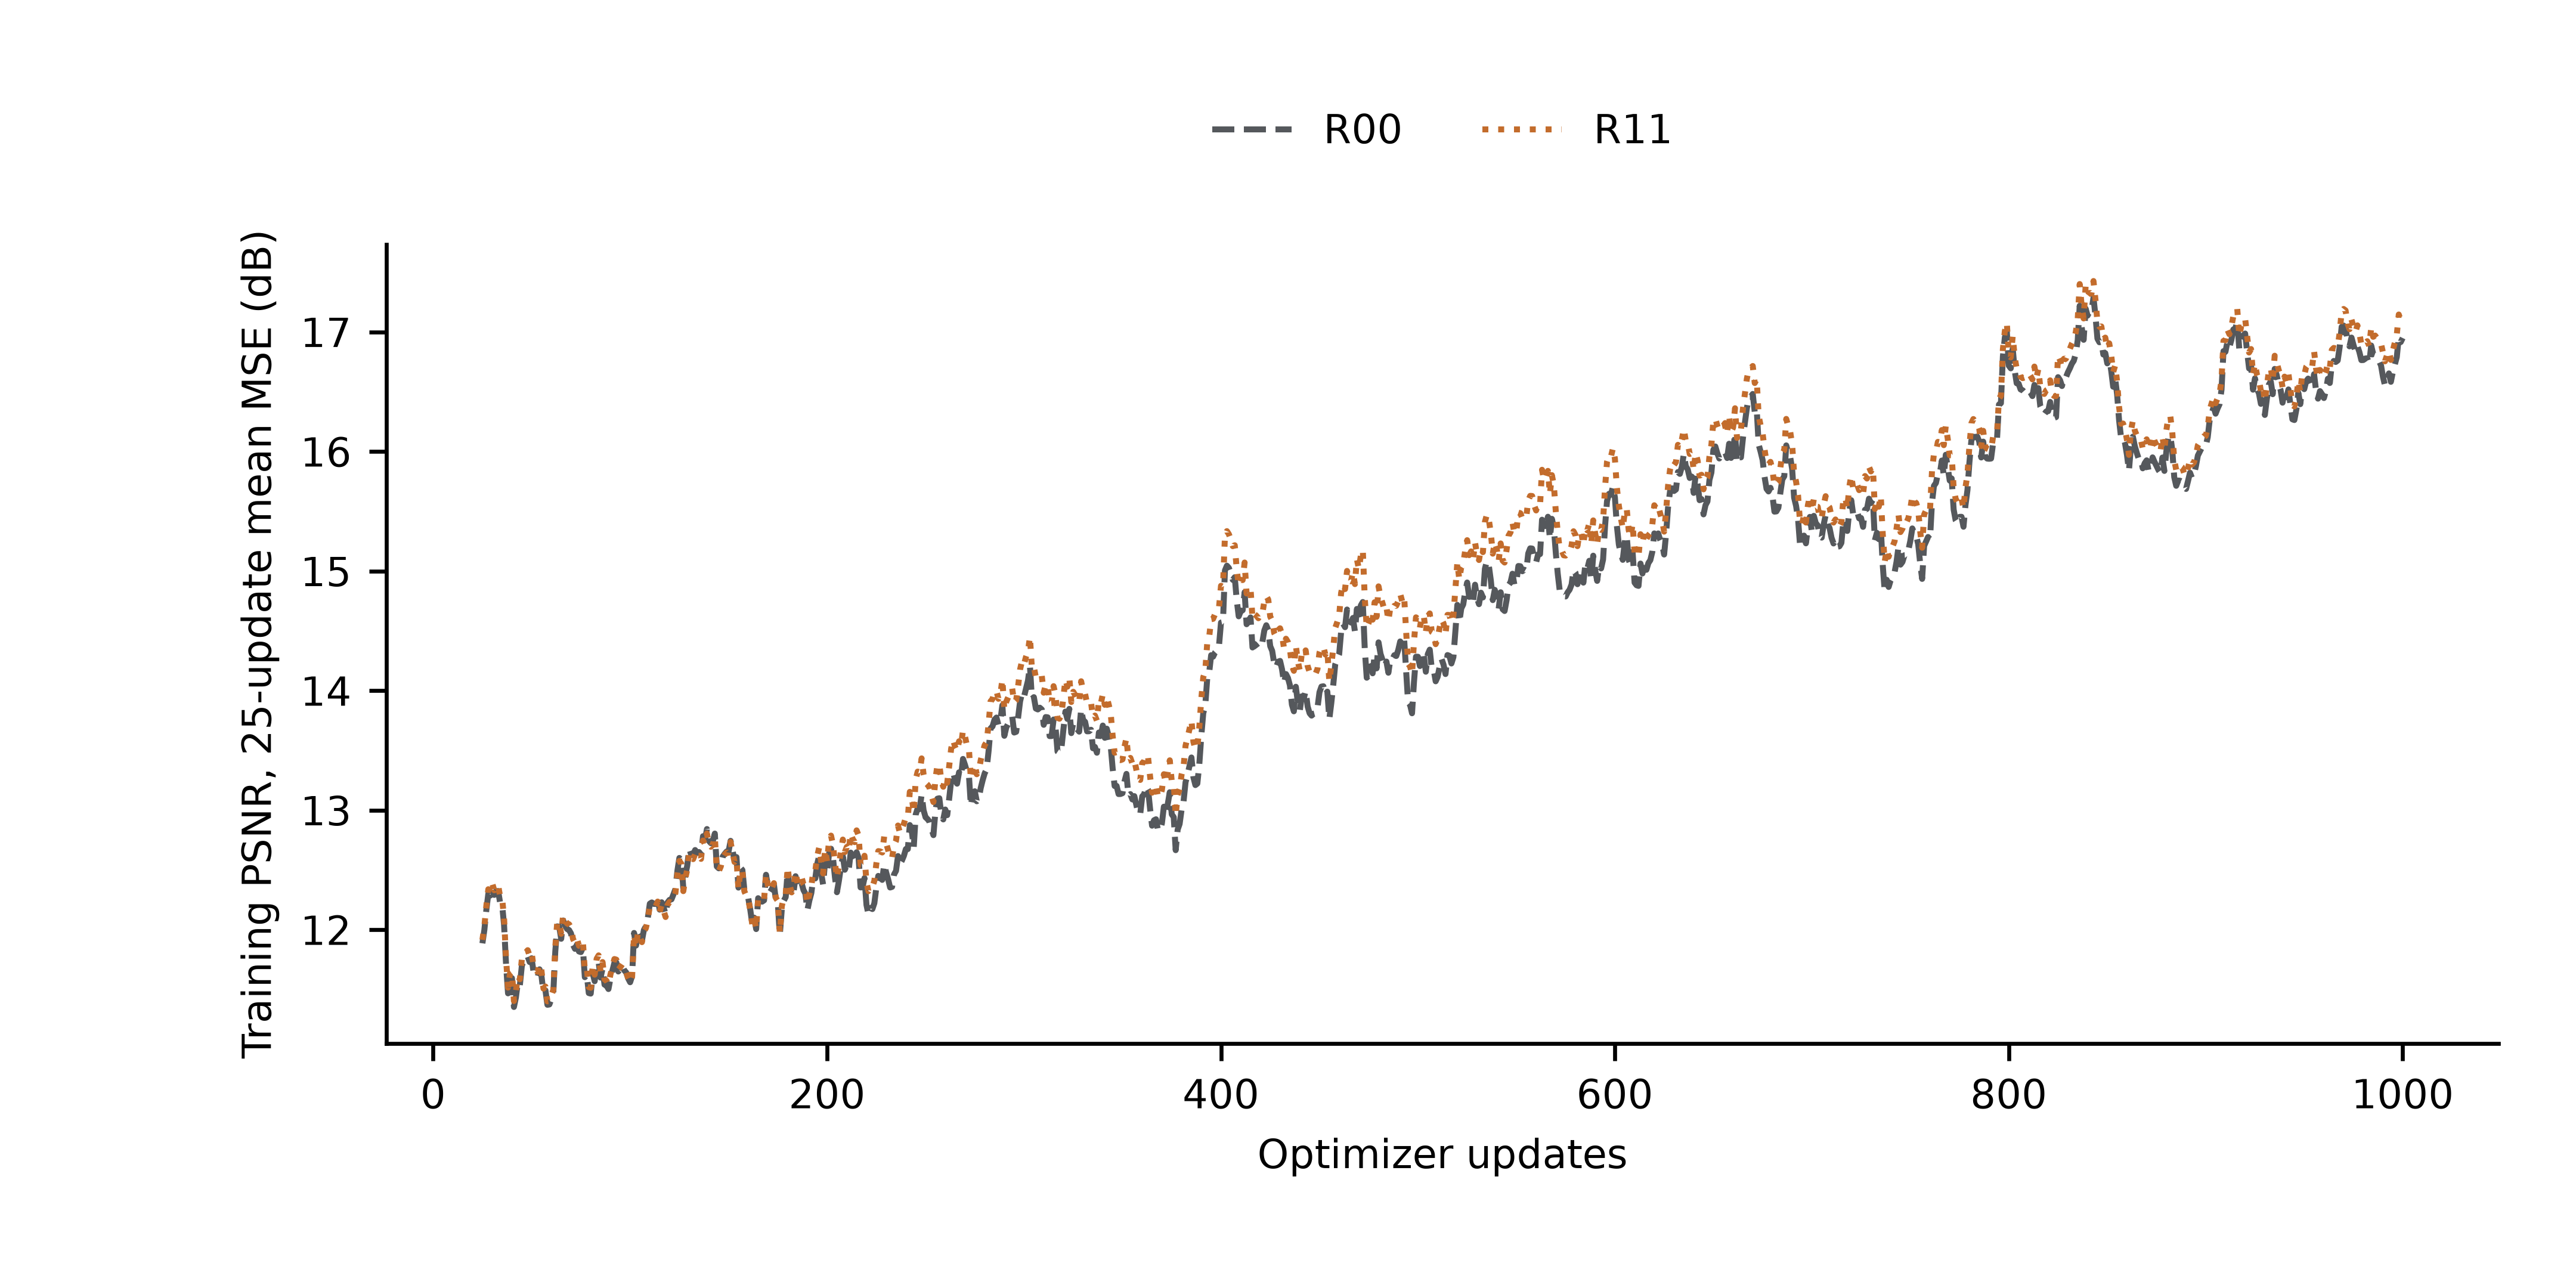 R00 R11
Training PSNR, 25-update mean MSE (dB)
17
16
15
14
13
12
0 200 400 600 800 1000
Optimizer updates